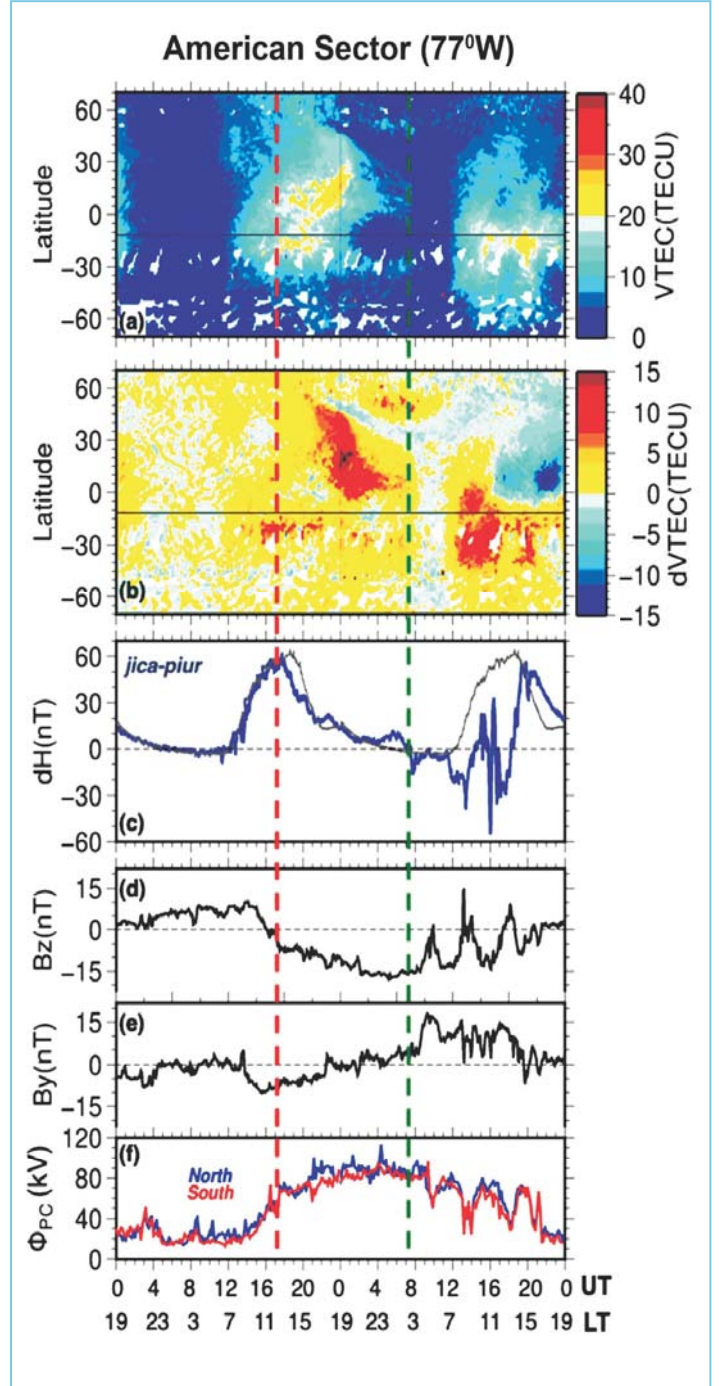 American Sector (77⁰W)
60
30
0
−30
−60
Latitude
(a)
40
30
20
10
0
VTEC(TECU)
60
30
0
−30
−60
Latitude
(b)
15
10
5
0
−5
−10
−15
dVTEC(TECU)
60
30
0
−30
−60
dH(nT)
jica-piur
(c)
15
0
−15
Bz(nT)
(d)
15
0
−15
By(nT)
(e)
120
80
40
0
ΦPC (kV)
(f)
North
South
0 4 8 12 16 20 0 4 8 12 16 20 0 UT
19 23 3 7 11 15 19 23 3 7 11 15 19 LT